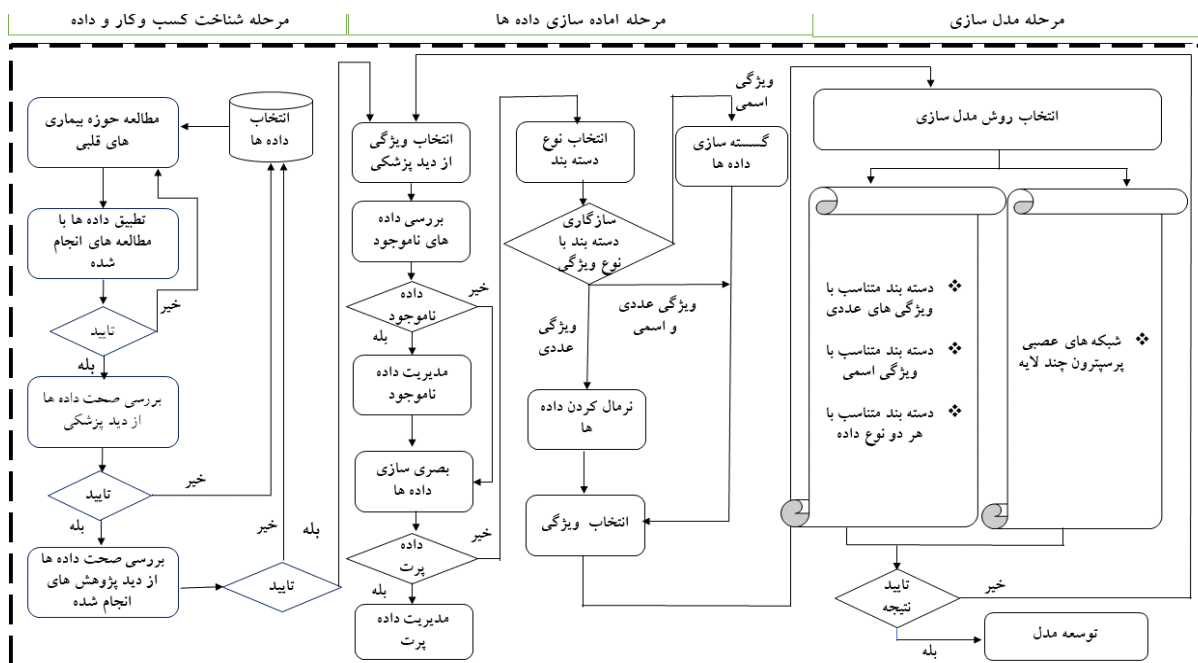 مرحله مدل سازی
مرحله اماده سازی داده ها
مرحله شناخت کسب وکار و داده
انتخاب
داده ها
مطالعه حوزه بیماری
های قلبی
تطبیق داده ها با
مطالعه های انجام
شده
تایید
خیر
بله
بررسی صحت داده ها
از دید پزشکی
تایید
خیر
بله
بررسی صحت داده ها
از دید پژوهش های
انجام شده
تایید
خیر
بله
انتخاب ویژگی
از دید پزشکی
بررسی داده
های ناموجود
داده
ناموجود
خیر
بله
مدیریت داده
ناموجود
بصری سازی
داده ها
داده
پرت
خیر
بله
مدیریت داده
پرت
انتخاب نوع
دسته بند
سازگاری
دسته بند با
نوع ویژگی
ویژگی
اسمی
گسسته سازی
داده ها
ویژگی عددی
و اسمی
ویژگی
عددی
نرمال کردن داده
ها
انتخاب ویژگی
انتخاب روش مدل سازی
❖ شبکه های عصبی
پرسپترون چند لایه
❖ دسته بند متناسب با
ویژگی های عددی
❖ دسته بند متناسب با
ویژگی اسمی
❖ دسته بند متناسب با
هر دو نوع داده
تایید
نتیجه
خیر
بله
توسعه مدل